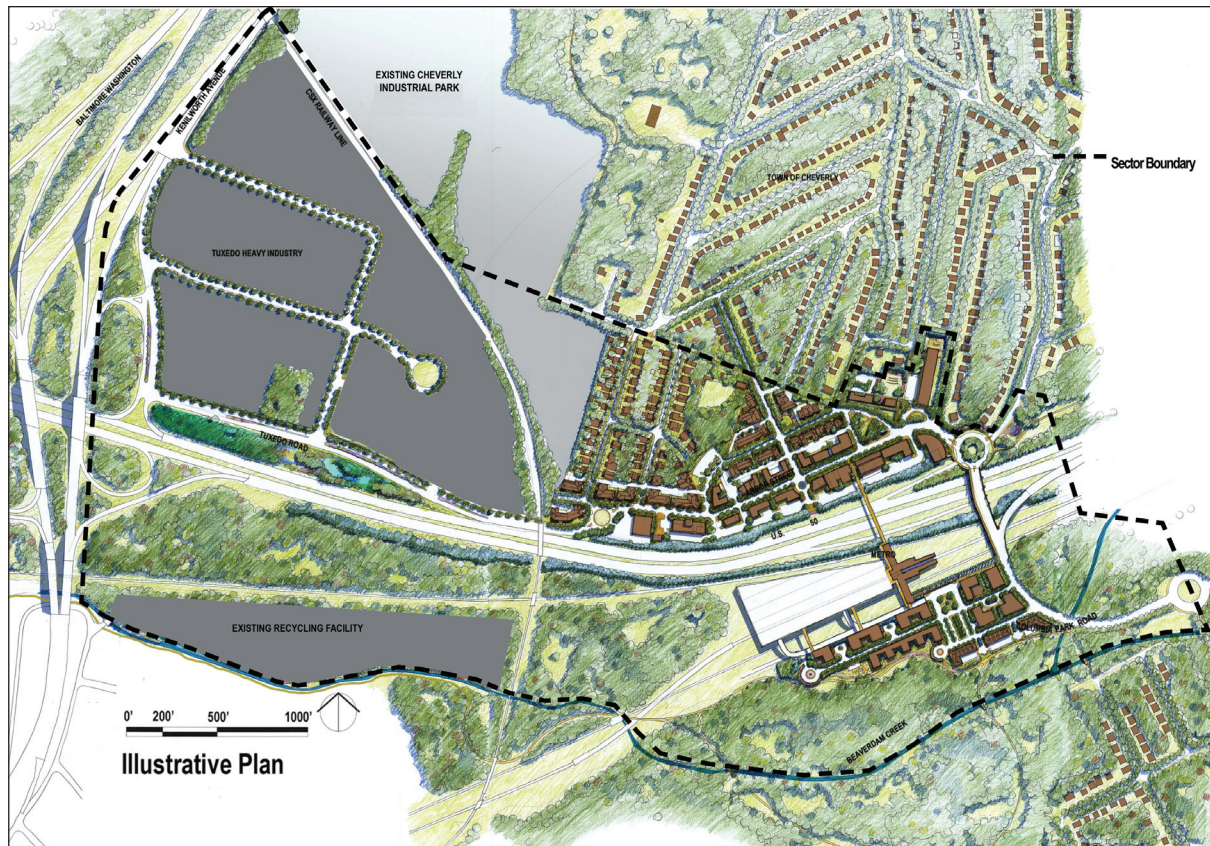 BALTIMORE WASHINGTON
KENILWORTH AVENUE
CSX RAILWAY LINE
EXISTING CHEVERLY
INDUSTRIAL PARK
Sector Boundary
TOWN OF CHEVERLY
TUXEDO HEAVY INDUSTRY
TUXEDO ROAD
U.S. 50
METRO
COLUMBIA PARK ROAD
EXISTING RECYCLING FACILITY
BEAVERDAM CREEK
0' 200' 500' 1000'
Illustrative Plan